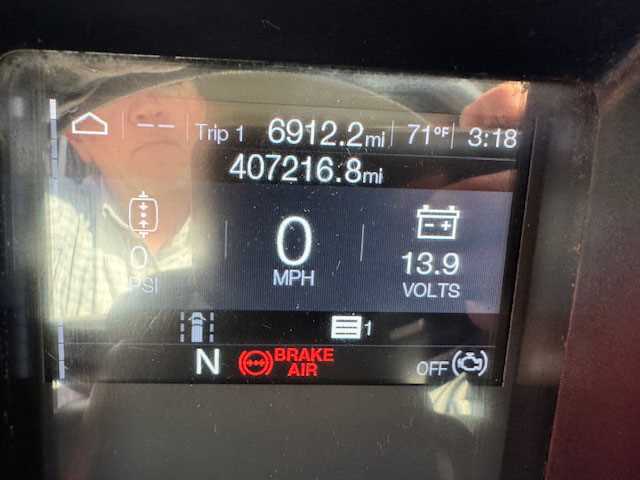 -- Trip 1 6912.2mi 71°F 3:18
407216.8mi
0
PSI
0
MPH
13.9
VOLTS
1
N BRAKE
AIR
OFF